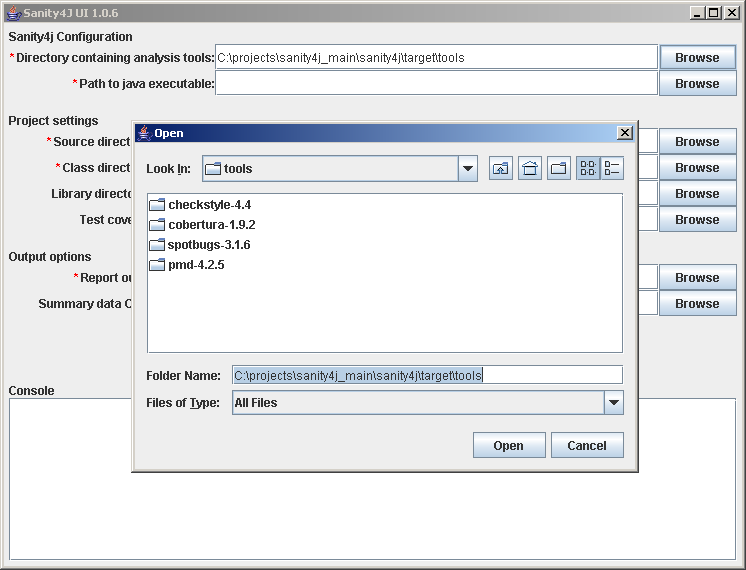 Sanity4J UI 1.0.6
Sanity4j Configuration
*Directory containing analysis tools: C:\projects\sanity4j_main\sanity4j\target\tools Browse
*Path to java executable: Browse
Project settings
*Source direct Browse
*Class direct Browse
Library directo Browse
Test cove Browse
Output options
*Report ou Browse
Summary data C Browse
Console
Open
Look In: tools
checkstyle-4.4
cobertura-1.9.2
spotbugs-3.1.6
pmd-4.2.5
Folder Name: C:\projects\sanity4j_main\sanity4j\target\tools
Files of Type: All Files
Open Cancel